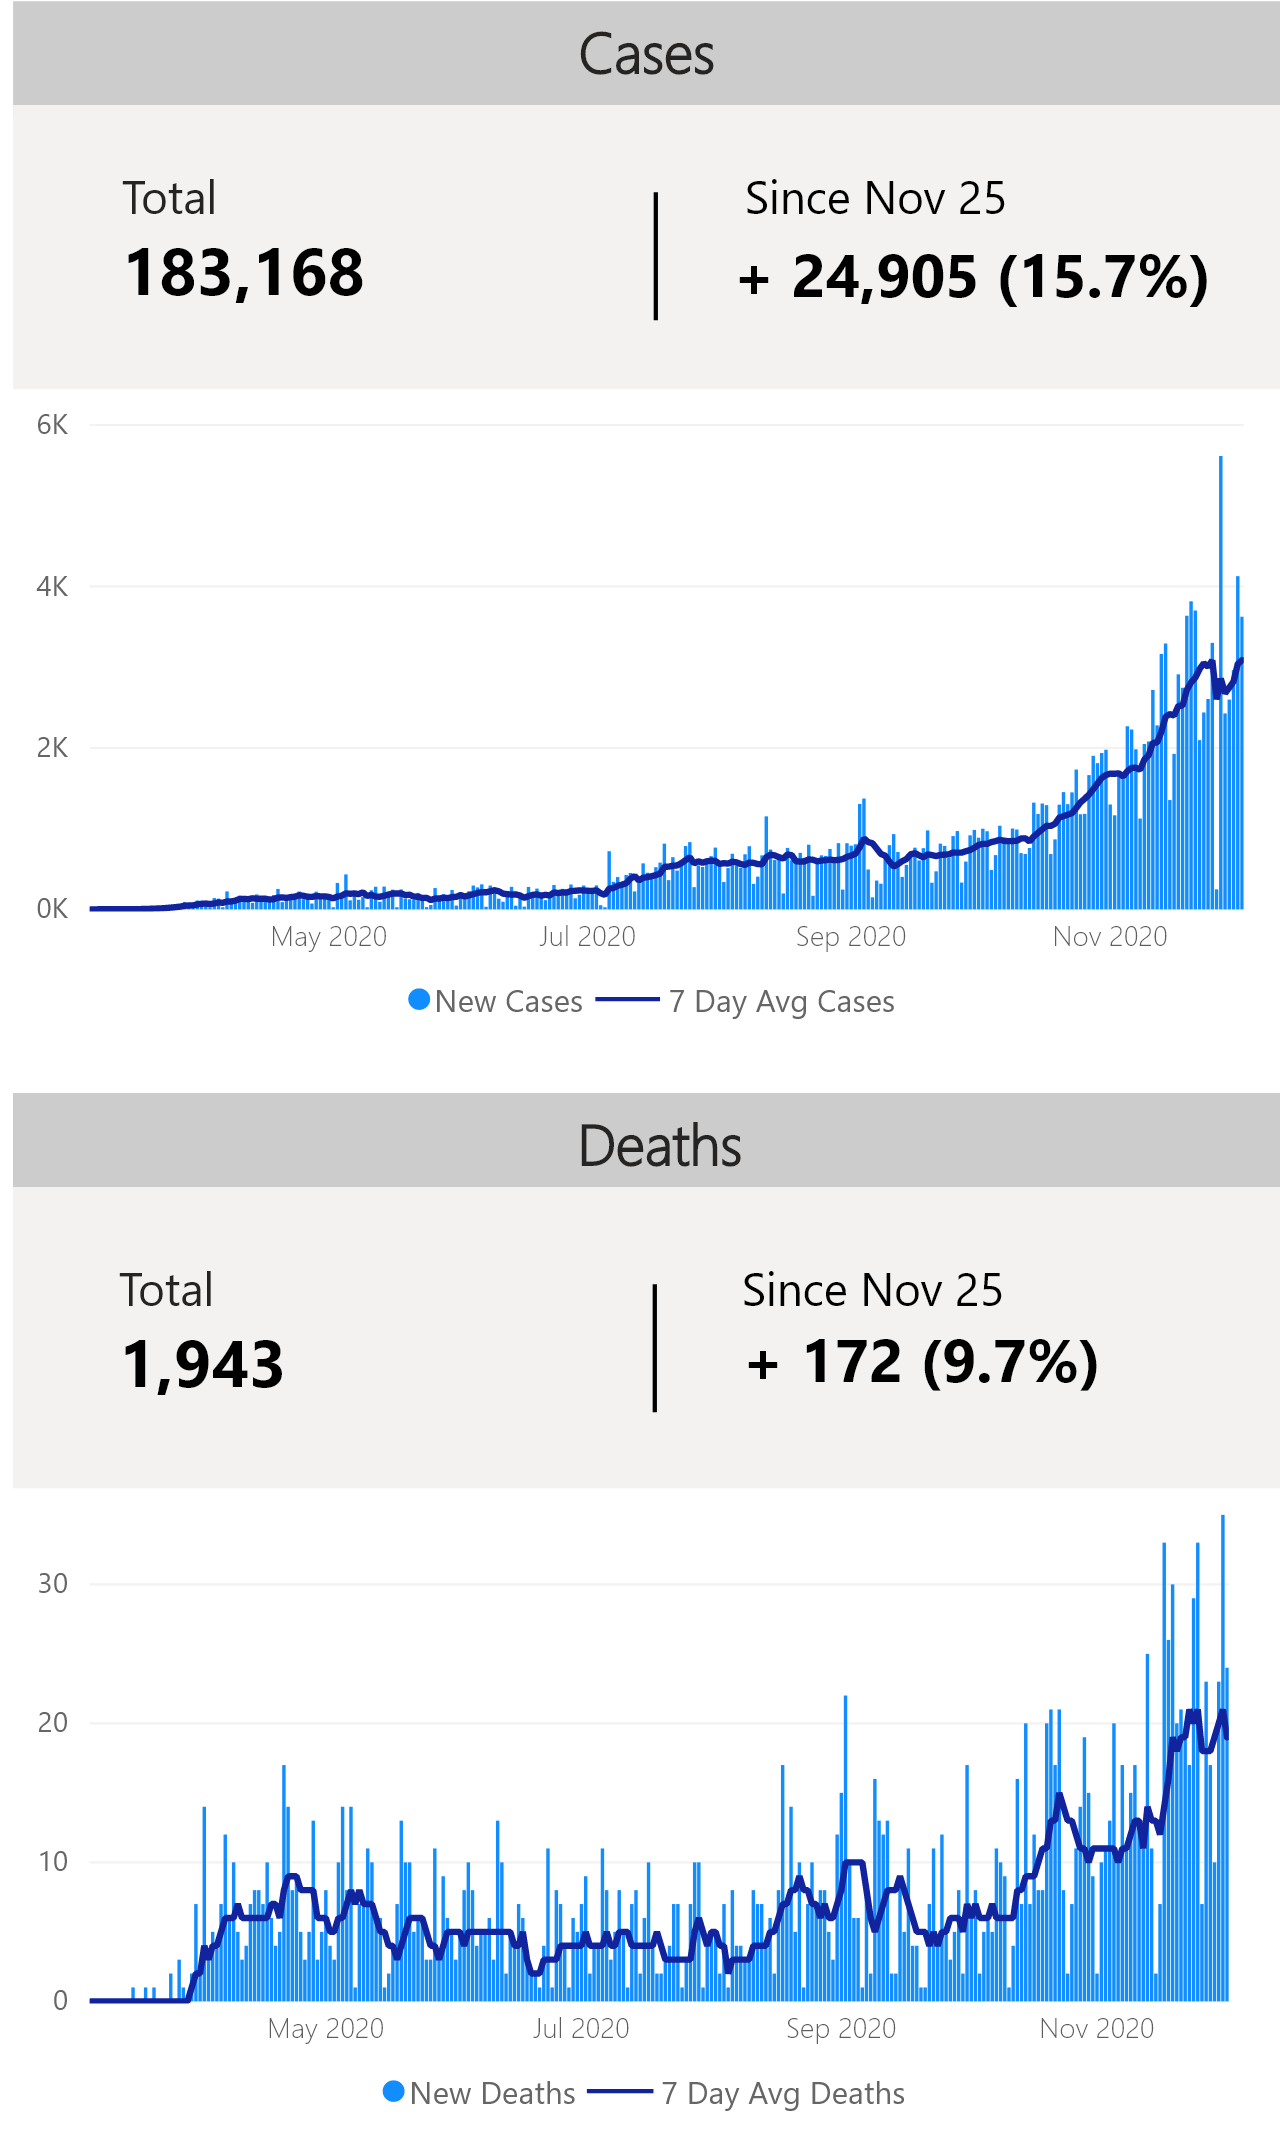 Cases
Total
Since Nov 25
183,168
+ 24,905 (15.7%)
6K
4K
2K
0K
May 2020
Jul 2020
Sep 2020
Nov 2020
New Cases
7 Day Avg Cases
Deaths
Total
Since Nov 25
1,943
+ 172 (9.7%)
30
20
10
0
May 2020
Jul 2020
Sep 2020
Nov 2020
New Deaths
7 Day Avg Deaths